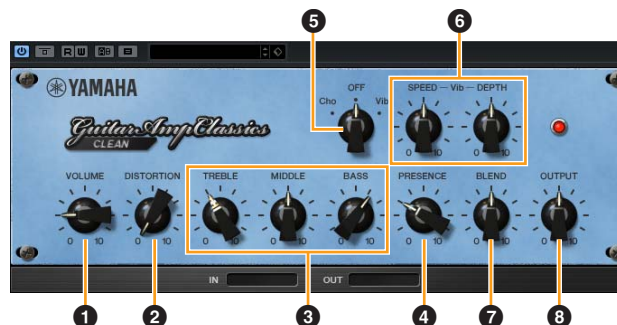 5 6
R W
YAMAHA
Guitar Amp Classics
CLEAN
OFF
Cho Vib
SPEED Vib DEPTH
0 10 0 10
VOLUME DISTORTION TREBLE MIDDLE BASS PRESENCE BLEND OUTPUT
0 10 0 10 0 10 0 10 0 10 0 10 0 10 0 10
IN OUT
1 2 3 4 7 8